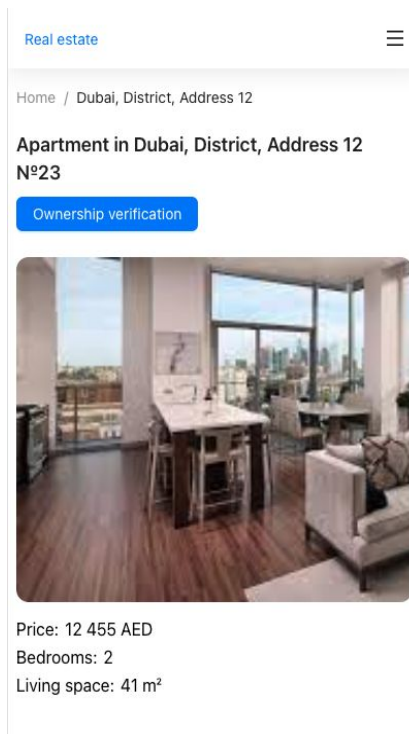 Real estate
Home / Dubai, District, Address 12
Apartment in Dubai, District, Address 12
№23
Ownership verification
Price: 12 455 AED
Bedrooms: 2
Living space: 41 m²